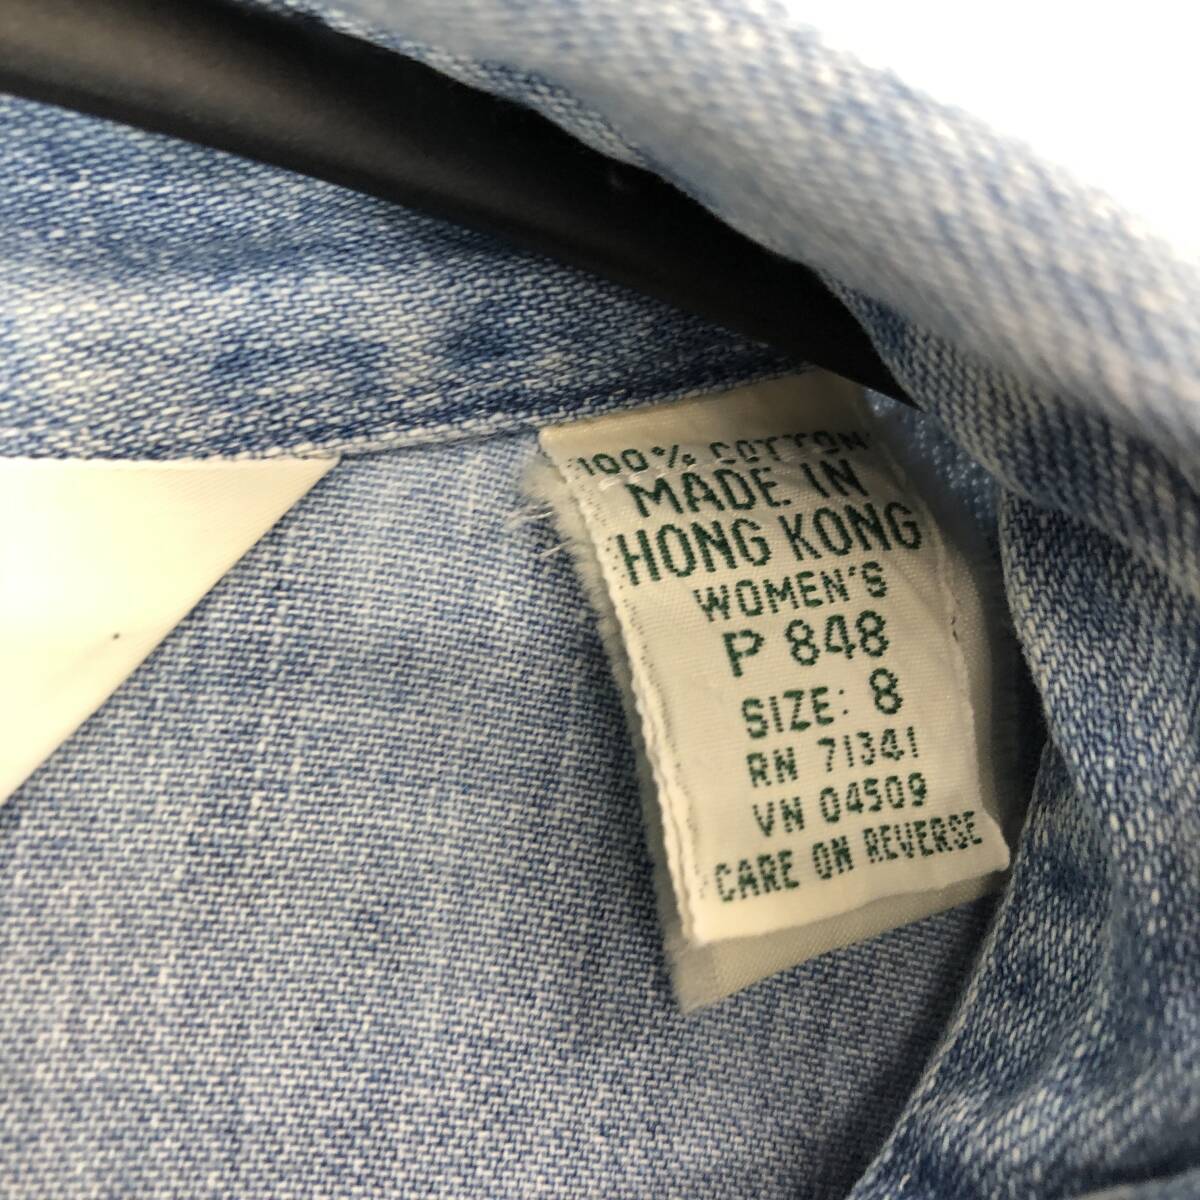 100% COTTON
MADE IN
HONG KONG
WOMEN'S
P 848
SIZE: 8
RN 71341
VN 04509
CARE ON REVERSE